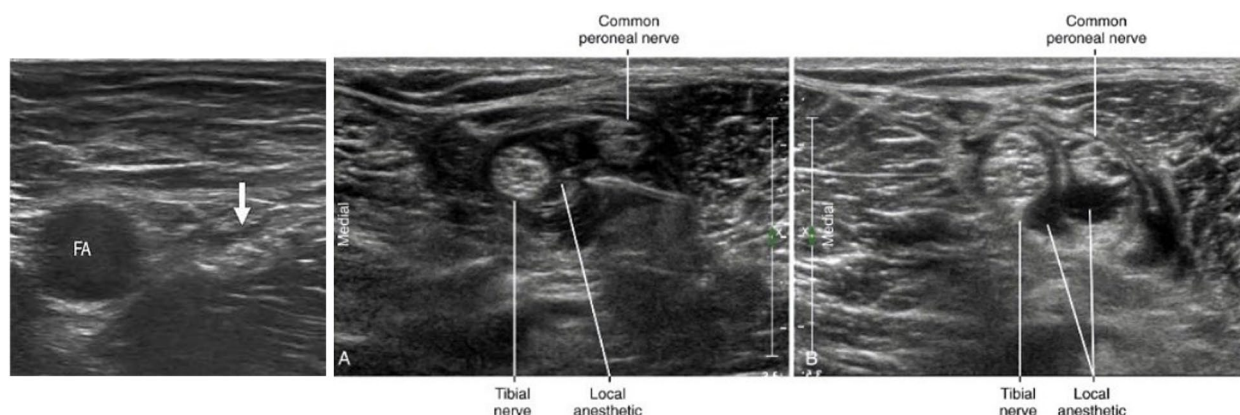 Common
peroneal nerve
Common
peroneal nerve
FA
Medial
X
X
Medial
A
B
Tibial
nerve
Local
anesthetic
Tibial
nerve
Local
anesthetic